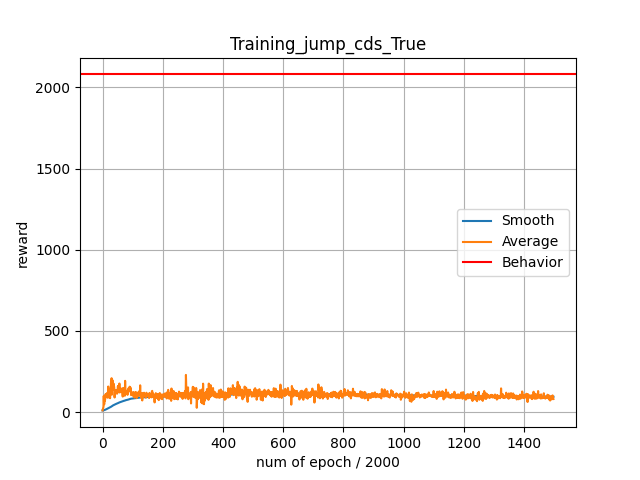 Training_jump_cds_True
2000
1500
1000
500
0
reward
Smooth
Average
Behavior
0 200 400 600 800 1000 1200 1400
num of epoch / 2000